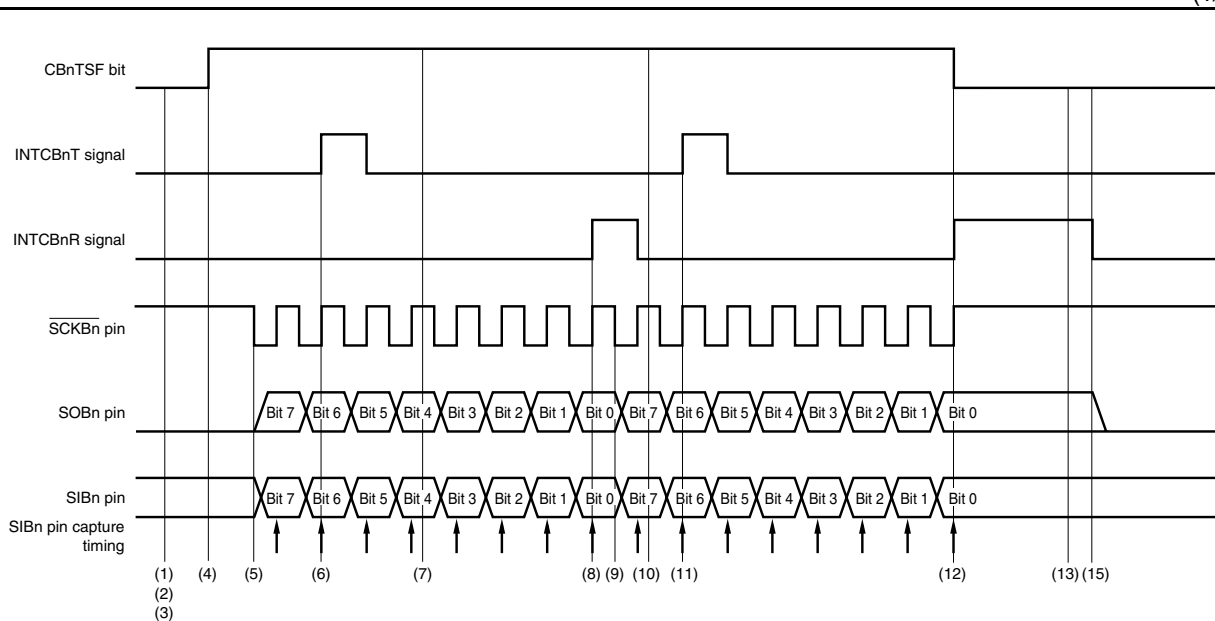 CBnTSF bit
INTCBnT signal
INTCBnR signal
SCKBn pin
SOBn pin
Bit 7 Bit 6 Bit 5 Bit 4 Bit 3 Bit 2 Bit 1 Bit 0 Bit 7 Bit 6 Bit 5 Bit 4 Bit 3 Bit 2 Bit 1 Bit 0
SIBn pin
Bit 7 Bit 6 Bit 5 Bit 4 Bit 3 Bit 2 Bit 1 Bit 0 Bit 7 Bit 6 Bit 5 Bit 4 Bit 3 Bit 2 Bit 1 Bit 0
SIBn pin capture
timing
(1) (4) (5) (6) (7) (8) (9) (10) (11) (12) (13) (15)
(2)
(3)